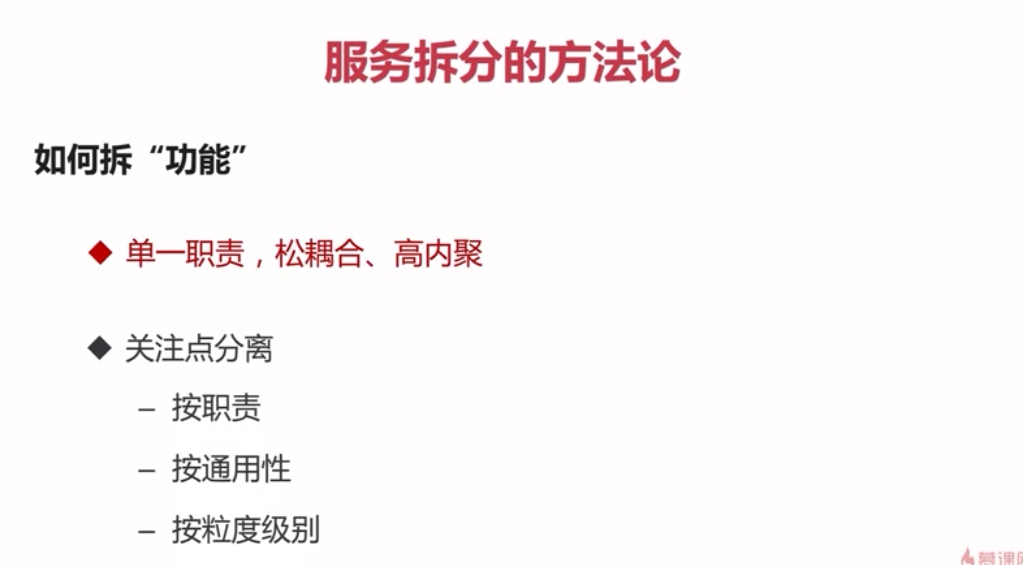 服务拆分的方法论
如何拆“功能”
◆ 单一职责，松耦合、高内聚
◆ 关注点分离
– 按职责
– 按通用性
– 按粒度级别
慕课网